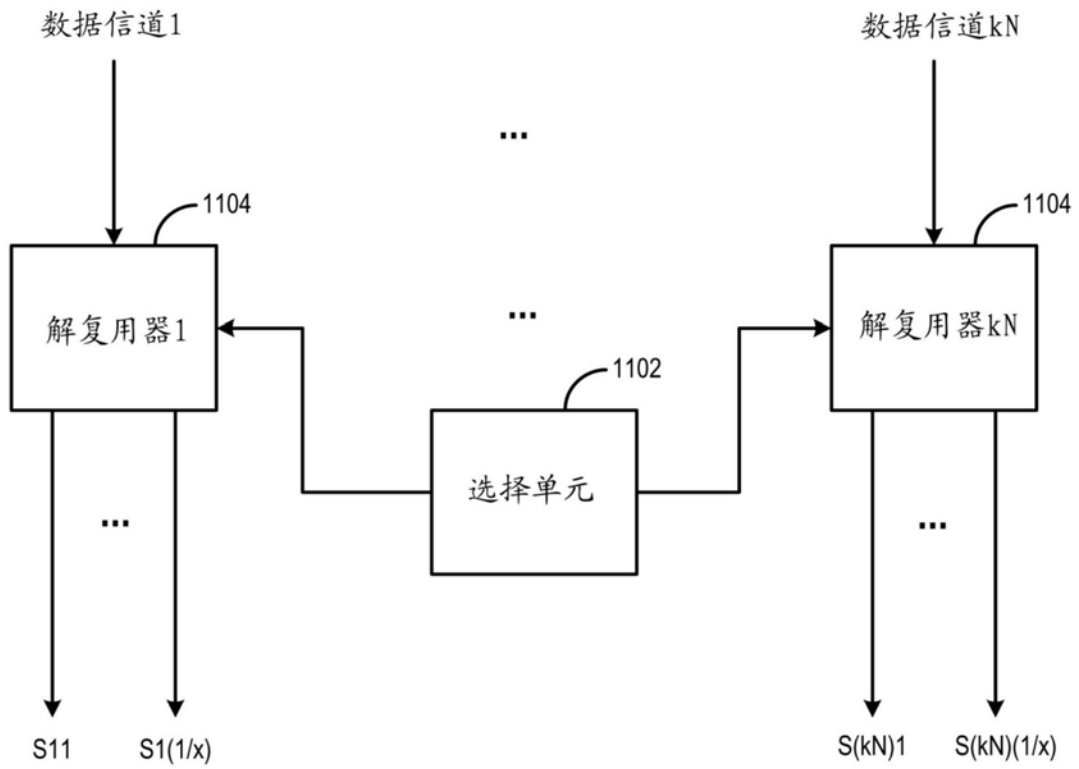 数据信道1
数据信道kN
...
1104
1104
解复用器1
...
解复用器kN
1102
选择单元
...
...
S11
S1(1/x)
S(kN)1
S(kN)(1/x)